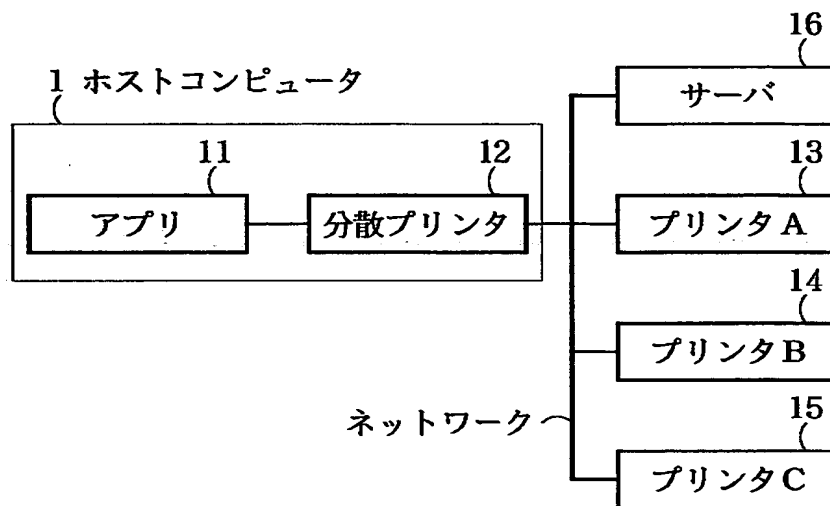 16
1 ホストコンピュータ
サーバ
11
12
13
アプリ
分散プリンタ
プリンタA
14
プリンタB
ネットワーク
15
プリンタC